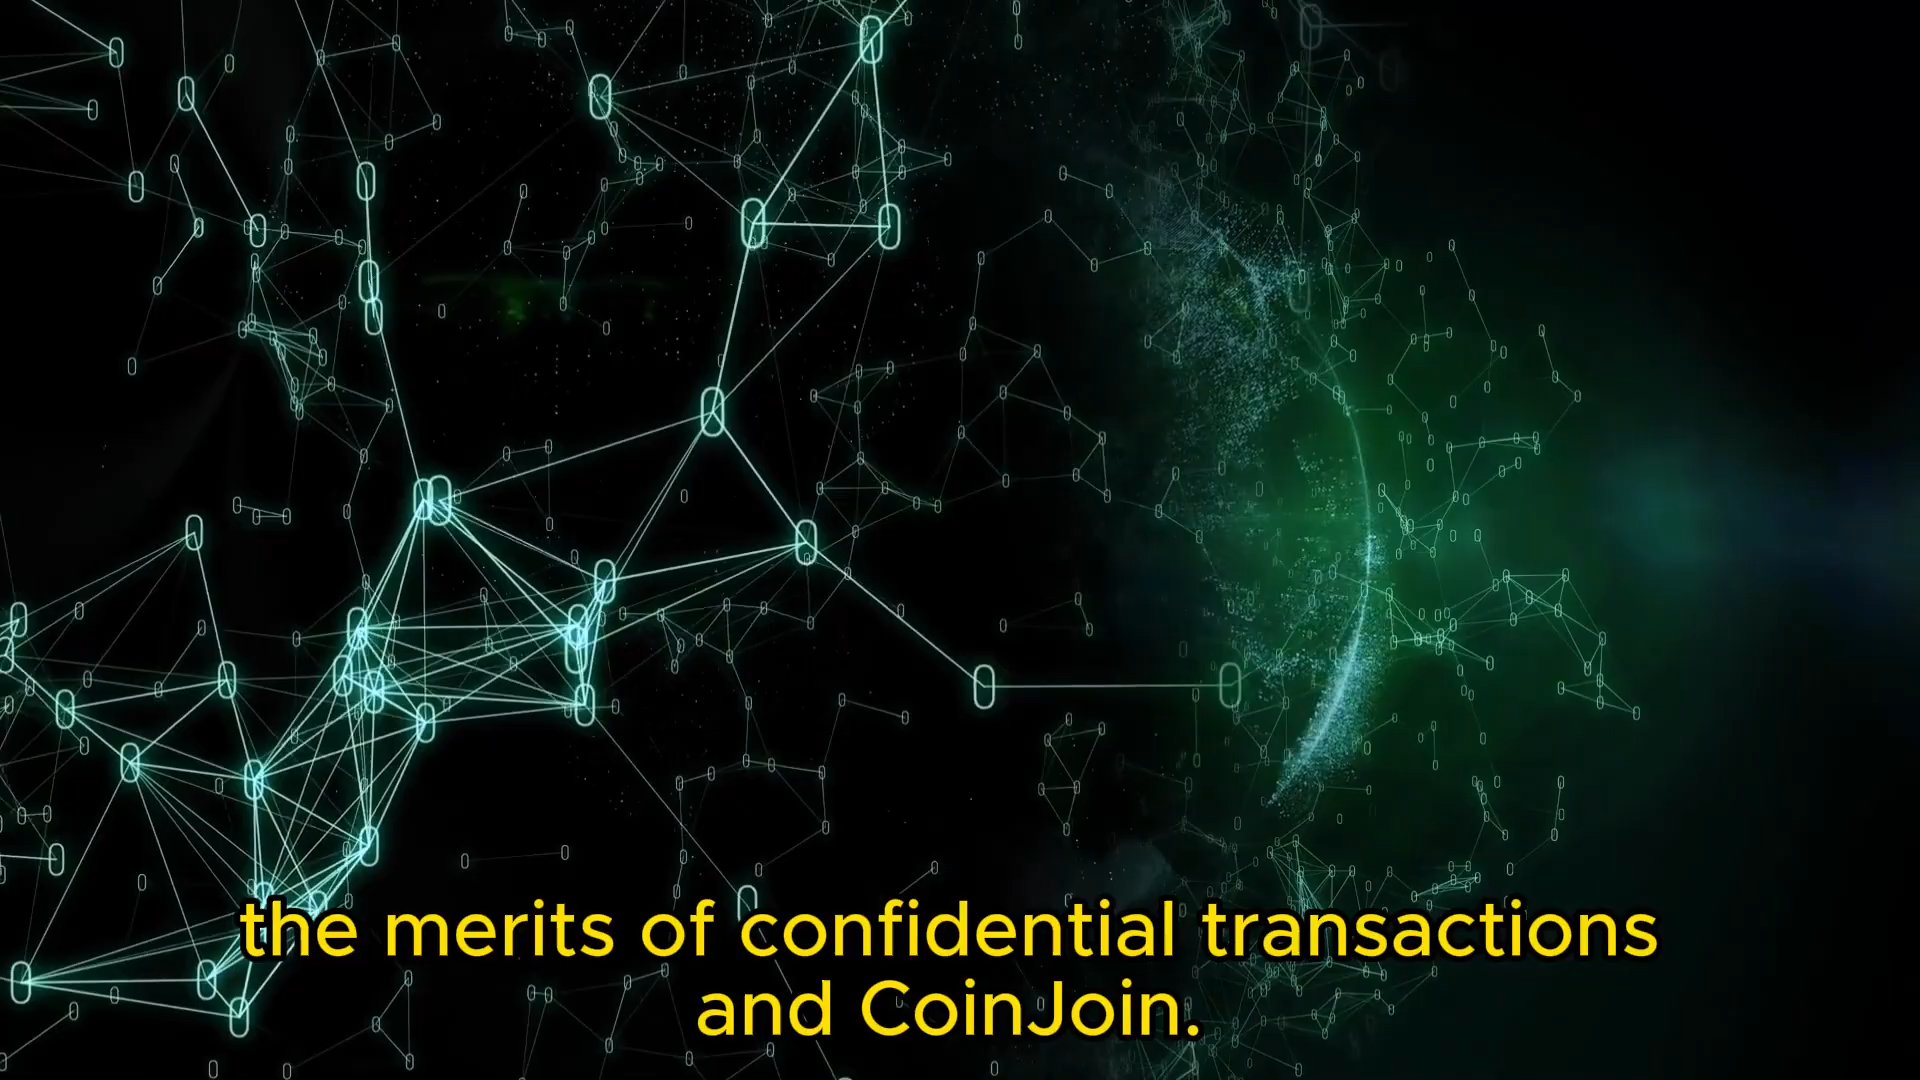 the merits of confidential transactions
and CoinJoin.